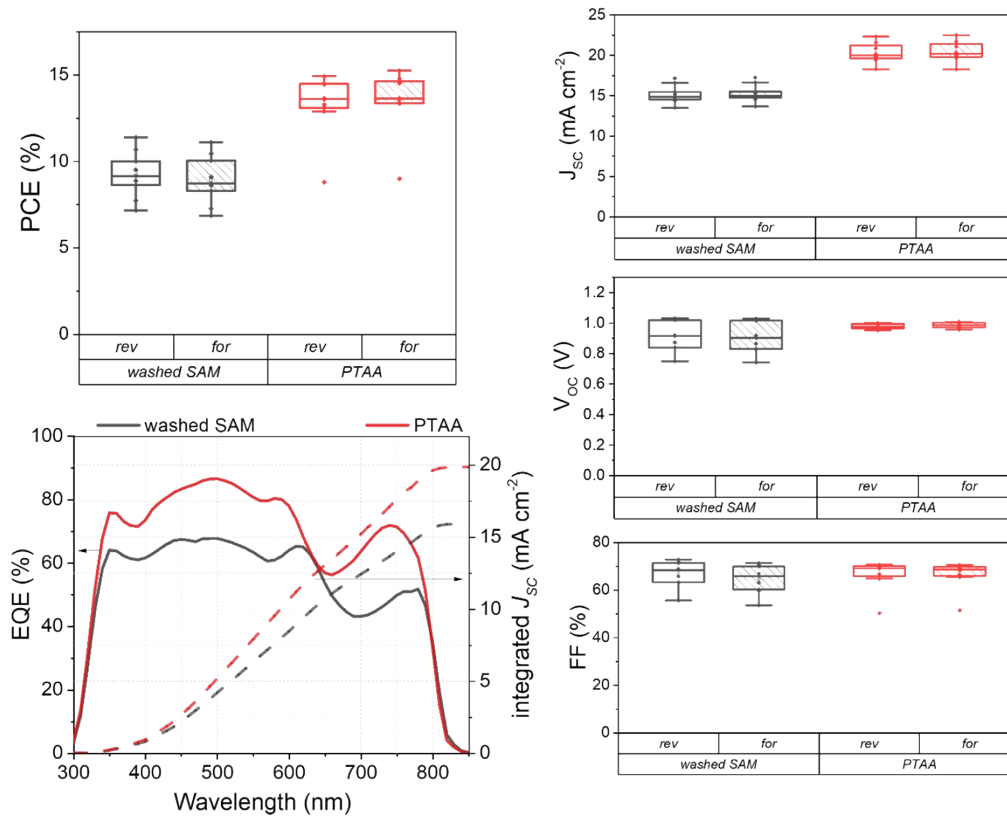 15
10
5
0
PCE (%)
rev for rev for
washed SAM PTAA
25
20
15
10
5
0
J_SC (mA cm⁻²)
rev for rev for
washed SAM PTAA
1.2
1.0
0.8
0.6
0.4
0.2
0.0
V_OC (V)
rev for rev for
washed SAM PTAA
washed SAM PTAA
100
80
60
40
20
0
EQE (%)
20
15
10
5
0
integrated J_SC (mA cm⁻²)
300 400 500 600 700 800
Wavelength (nm)
80
60
40
20
0
FF (%)
rev for rev for
washed SAM PTAA